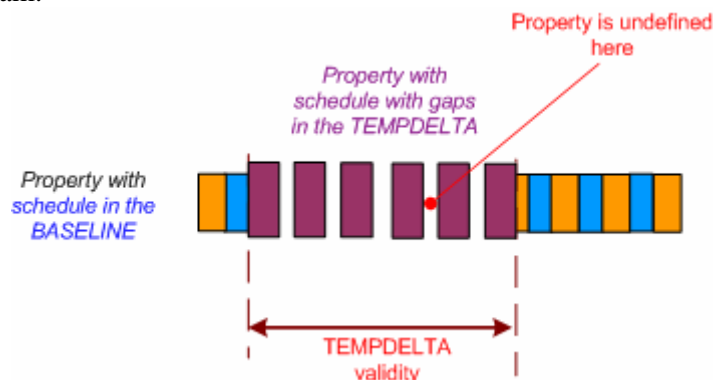 Property is undefined
here
Property with
schedule with gaps
in the TEMPDELTA
Property with
schedule in the
BASELINE
TEMPDELTA
validity